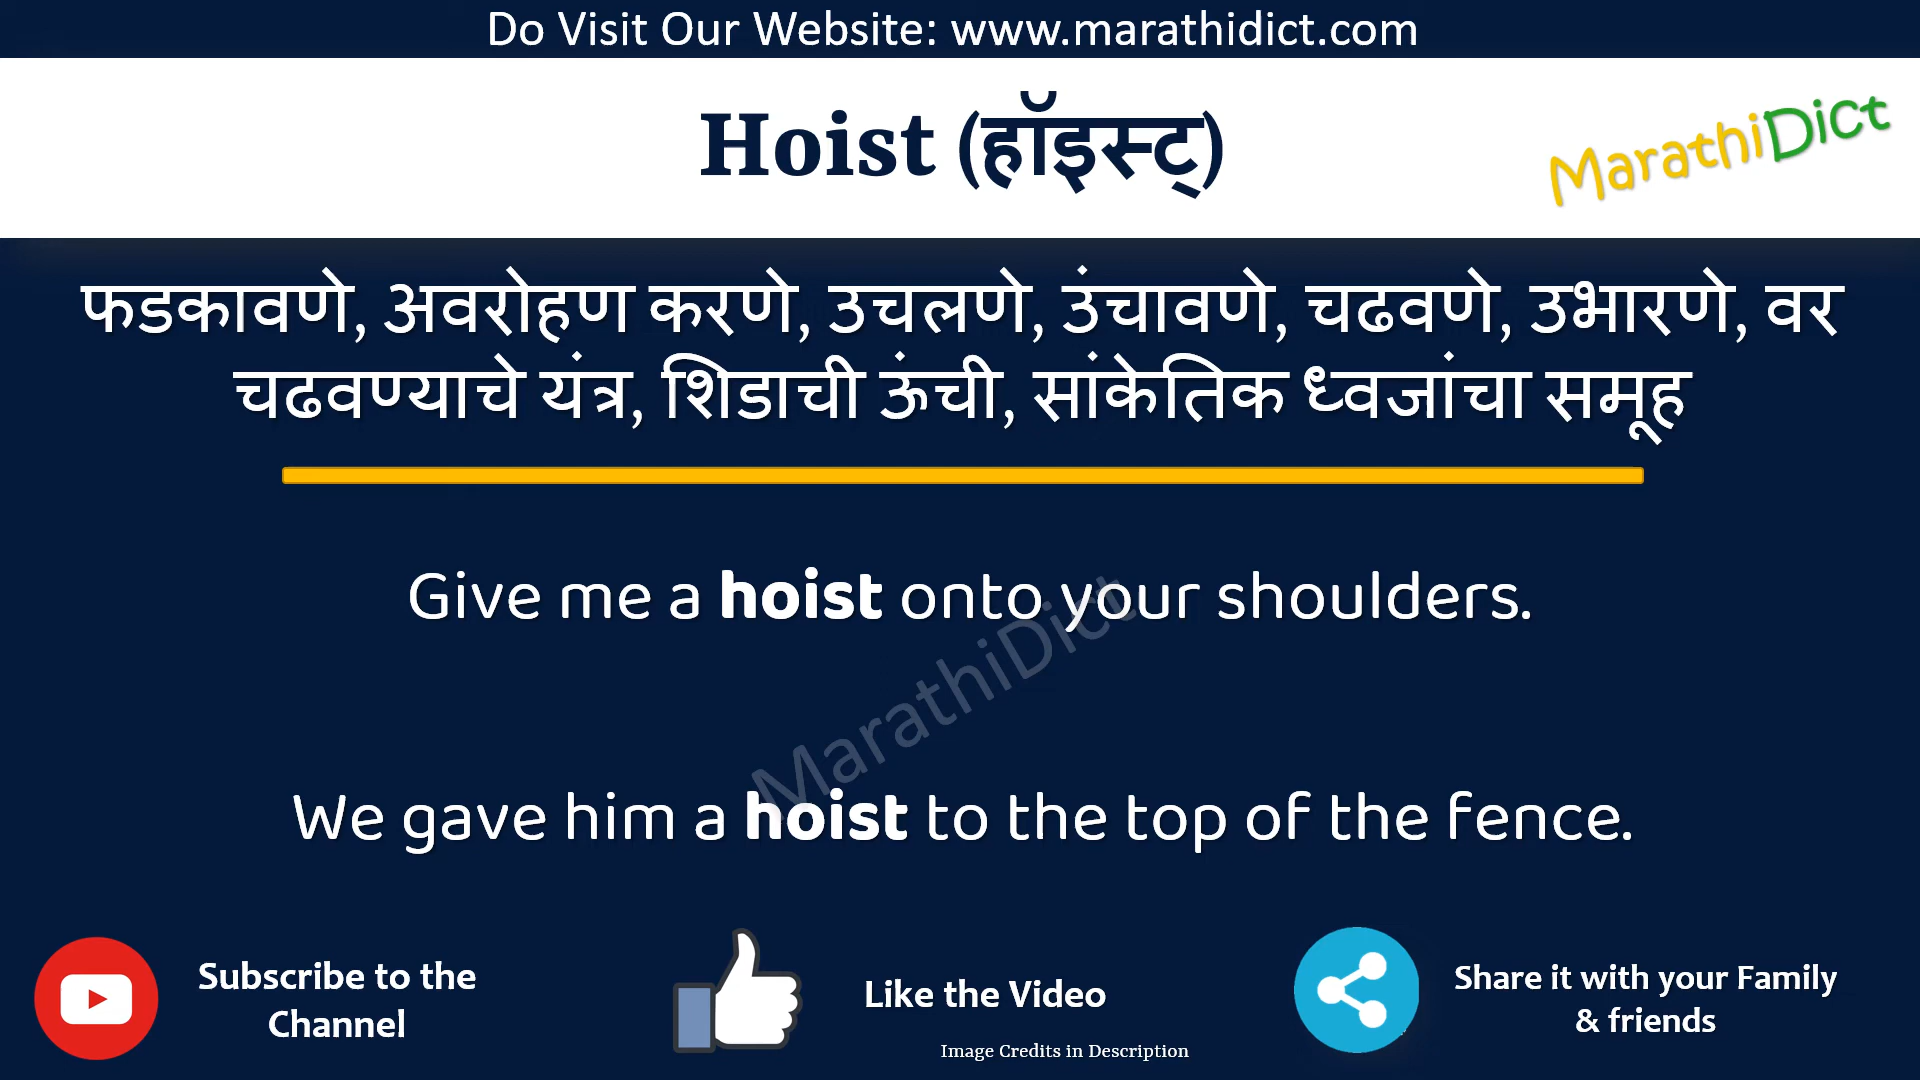 Do Visit Our Website: www.marathidict.com
Hoist (हॉइस्ट्)
MarathiDict
फडकावणे, अवरोहण करणे, उचलणे, उंचावणे, चढवणे, उभारणे, वर
चढवण्याचे यंत्र, शिडाची ऊंची, सांकेतिक ध्वजांचा समूह
Give me a hoist onto your shoulders.
MarathiDict
We gave him a hoist to the top of the fence.
Subscribe to the
Channel
Like the Video
Share it with your Family
& friends
Image Credits in Description